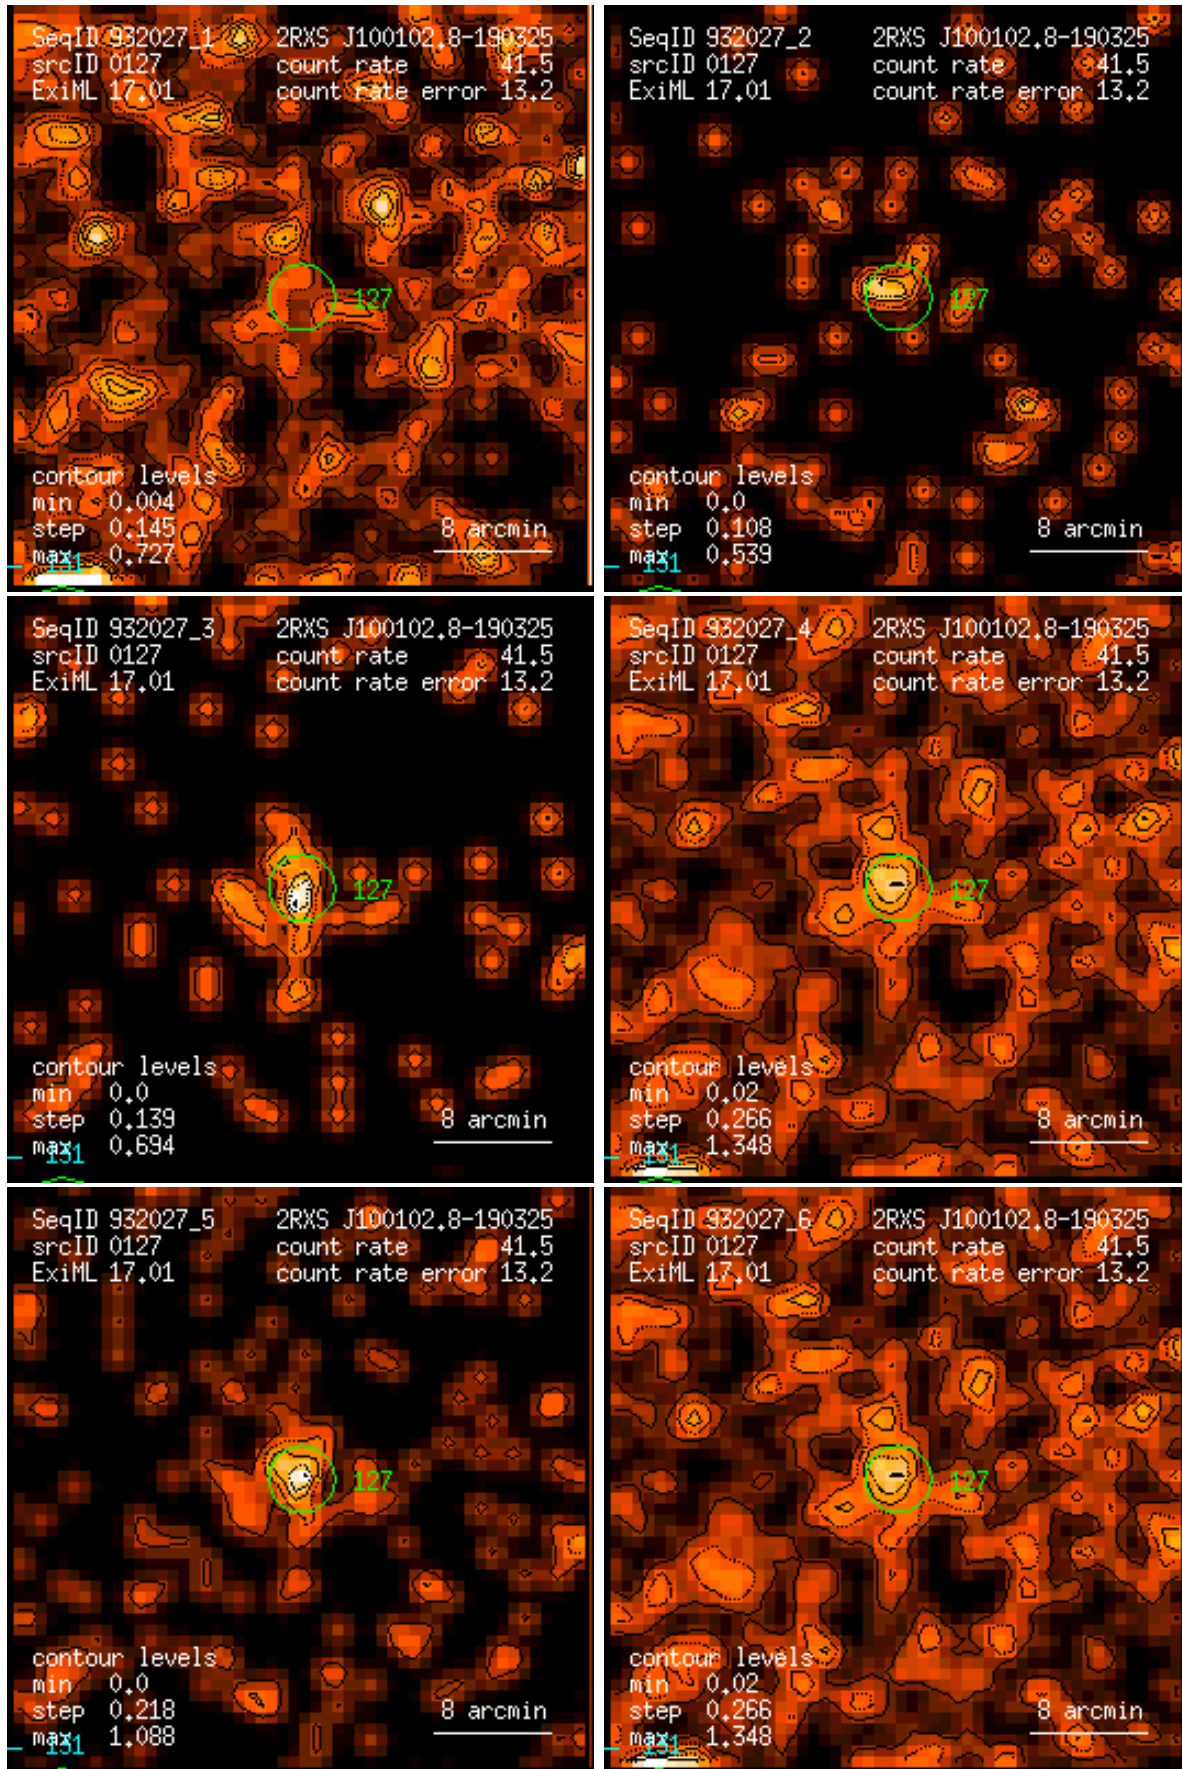 SeqID 932027_1 2RXS J100102.8-190325
srcID 0127 count rate 41.5
ExiML 17.01 count rate error 13.2
127
contour levels
min 0.004
step 0.145 8 arcmin
max 0.727
131
SeqID 932027_2 2RXS J100102.8-190325
srcID 0127 count rate 41.5
ExiML 17.01 count rate error 13.2
127
contour levels
min 0.0
step 0.108 8 arcmin
max 0.539
131
SeqID 932027_3 2RXS J100102.8-190325
srcID 0127 count rate 41.5
ExiML 17.01 count rate error 13.2
127
contour levels
min 0.0
step 0.139 8 arcmin
max 0.694
131
SeqID 932027_4 2RXS J100102.8-190325
srcID 0127 count rate 41.5
ExiML 17.01 count rate error 13.2
127
contour levels
min 0.02
step 0.266 8 arcmin
max 1.348
131
SeqID 932027_5 2RXS J100102.8-190325
srcID 0127 count rate 41.5
ExiML 17.01 count rate error 13.2
127
contour levels
min 0.0
step 0.218 8 arcmin
max 1.088
131
SeqID 932027_6 2RXS J100102.8-190325
srcID 0127 count rate 41.5
ExiML 17.01 count rate error 13.2
127
contour levels
min 0.02
step 0.266 8 arcmin
max 1.348
131